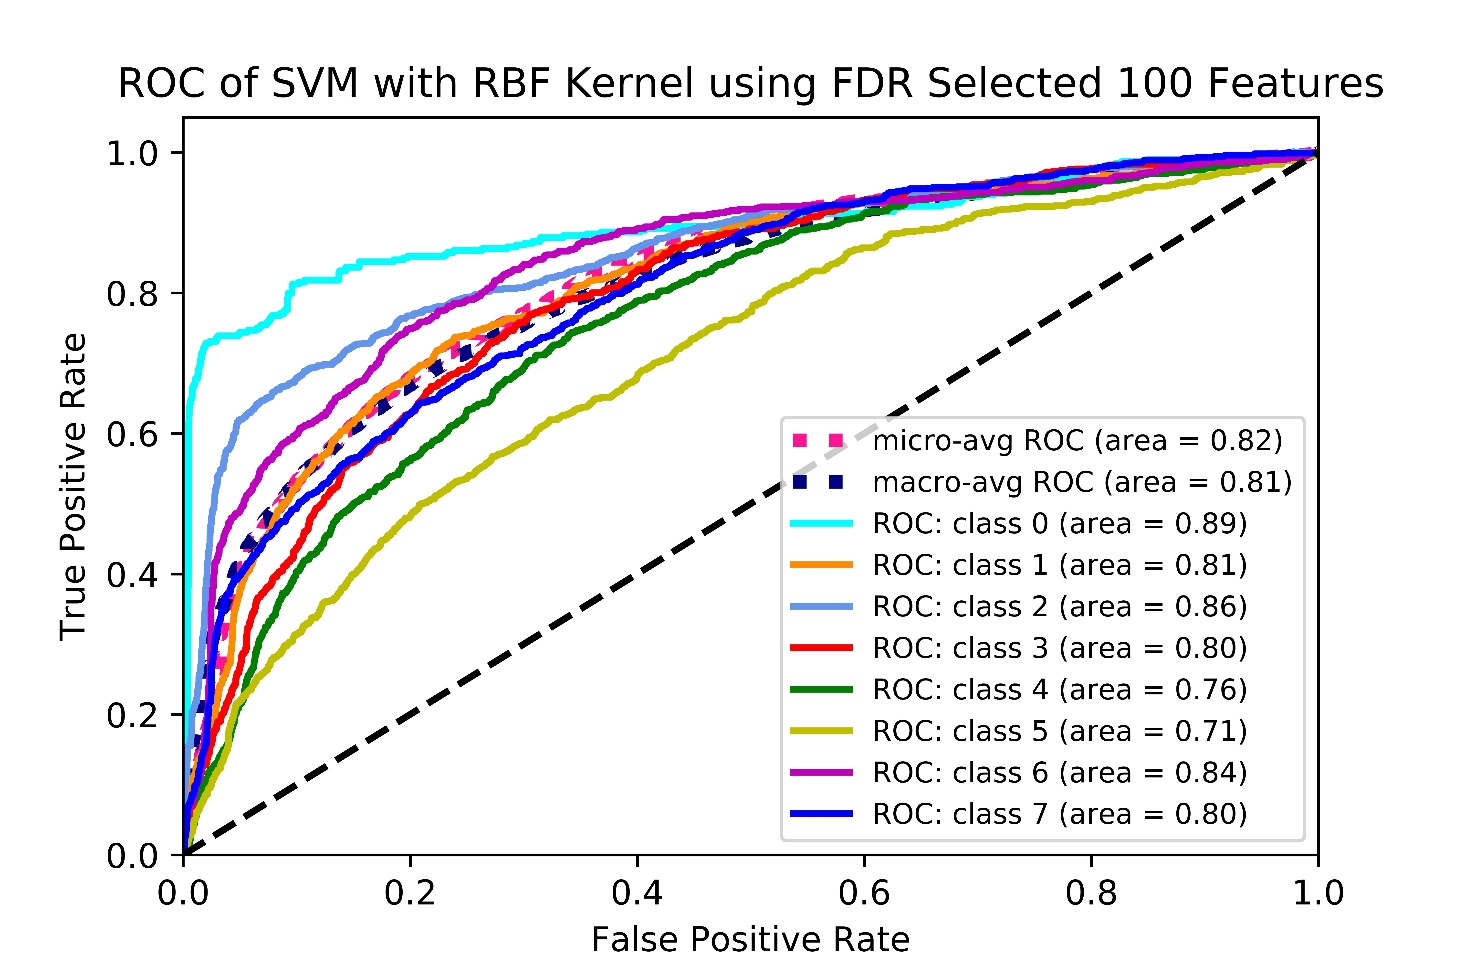 ROC of SVM with RBF Kernel using FDR Selected 100 Features
1.0
0.8
0.6
0.4
0.2
0.0
True Positive Rate
micro-avg ROC (area = 0.82)
macro-avg ROC (area = 0.81)
ROC: class 0 (area = 0.89)
ROC: class 1 (area = 0.81)
ROC: class 2 (area = 0.86)
ROC: class 3 (area = 0.80)
ROC: class 4 (area = 0.76)
ROC: class 5 (area = 0.71)
ROC: class 6 (area = 0.84)
ROC: class 7 (area = 0.80)
0.0 0.2 0.4 0.6 0.8 1.0
False Positive Rate